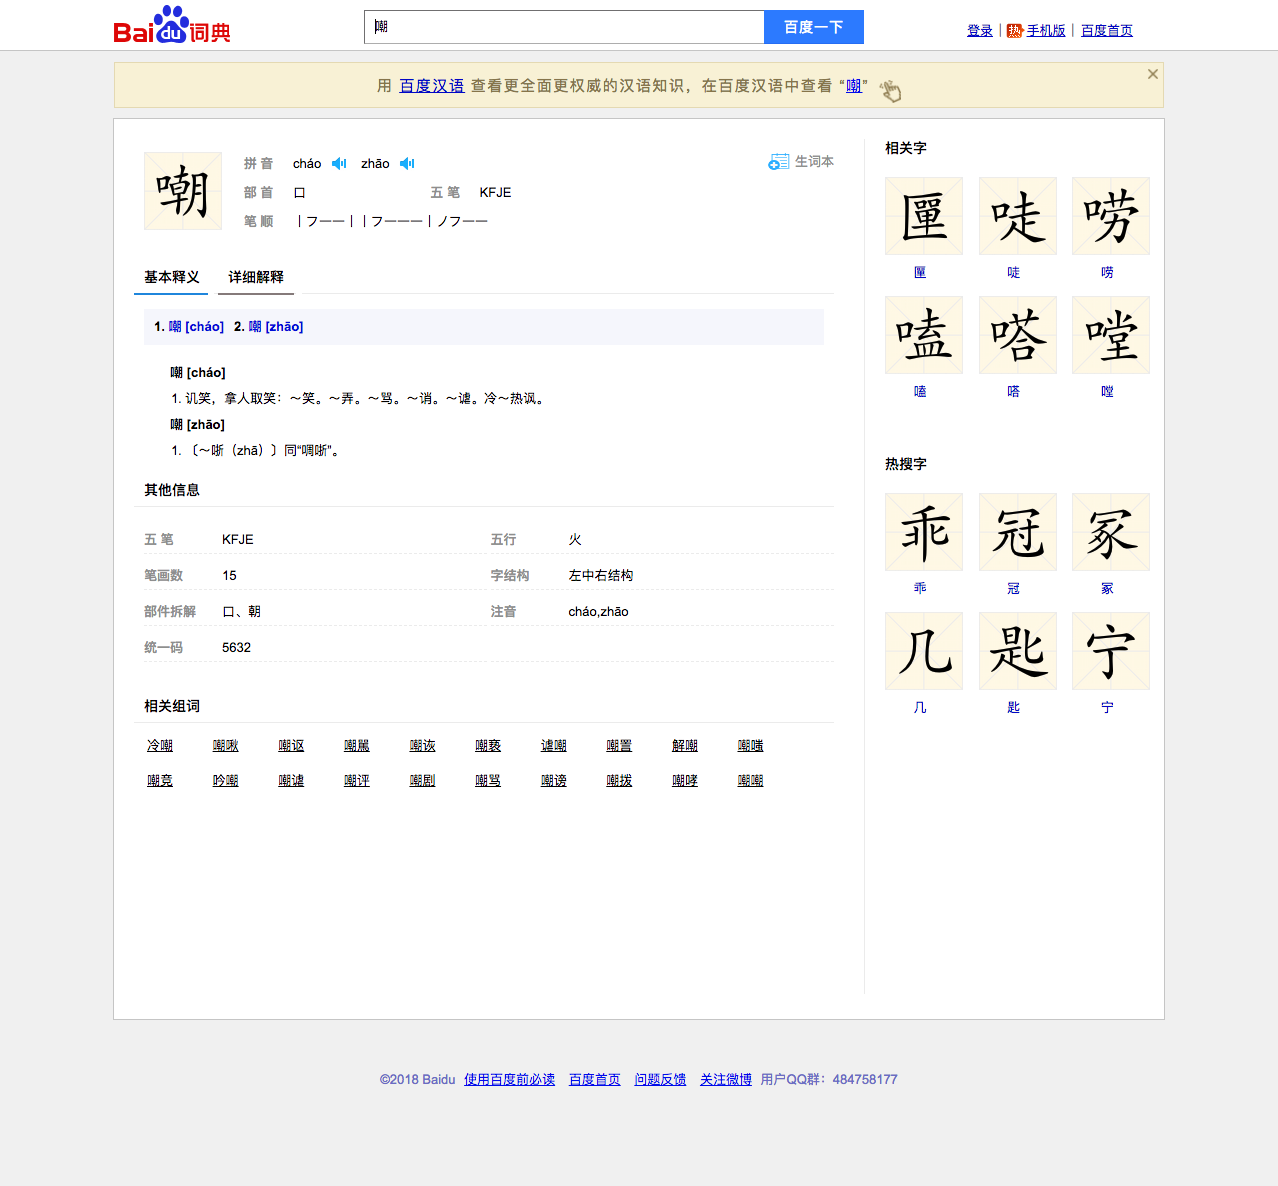 Bai du 词典
嘲
百度一下
登录 | 热 手机版 | 百度首页
用 百度汉语 查看更全面更权威的汉语知识，在百度汉语中查看 “嘲”
嘲
拼 音 cháo zhāo
生词本
部 首 口 五 笔 KFJE
笔 顺 丨フ一一丨丨フ一一一丨ノフ一一
基本释义 详细解释
1. 嘲 [cháo] 2. 嘲 [zhāo]
嘲 [cháo]
1. 讥笑，拿人取笑：～笑。～弄。～骂。～诮。～谑。冷～热讽。
嘲 [zhāo]
1. 〔～哳（zhā）〕同“啁哳”。
其他信息
五 笔 KFJE 五行 火
笔画数 15 字结构 左中右结构
部件拆解 口、朝 注音 cháo,zhāo
统一码 5632
相关组词
冷嘲 嘲啾 嘲讴 嘲駡 嘲诙 嘲亵 谑嘲 嘲詈 解嘲 嘲嗤
嘲竞 吟嘲 嘲谑 嘲评 嘲剧 嘲骂 嘲谤 嘲拨 嘲哮 嘲嘲
相关字
匰 唗 唠
匰 唗 唠
嗑 嗒 嘡
嗑 嗒 嘡
热搜字
乖 冠 冢
乖 冠 冢
几 匙 宁
几 匙 宁
©2018 Baidu 使用百度前必读 百度首页 问题反馈 关注微博 用户QQ群：484758177